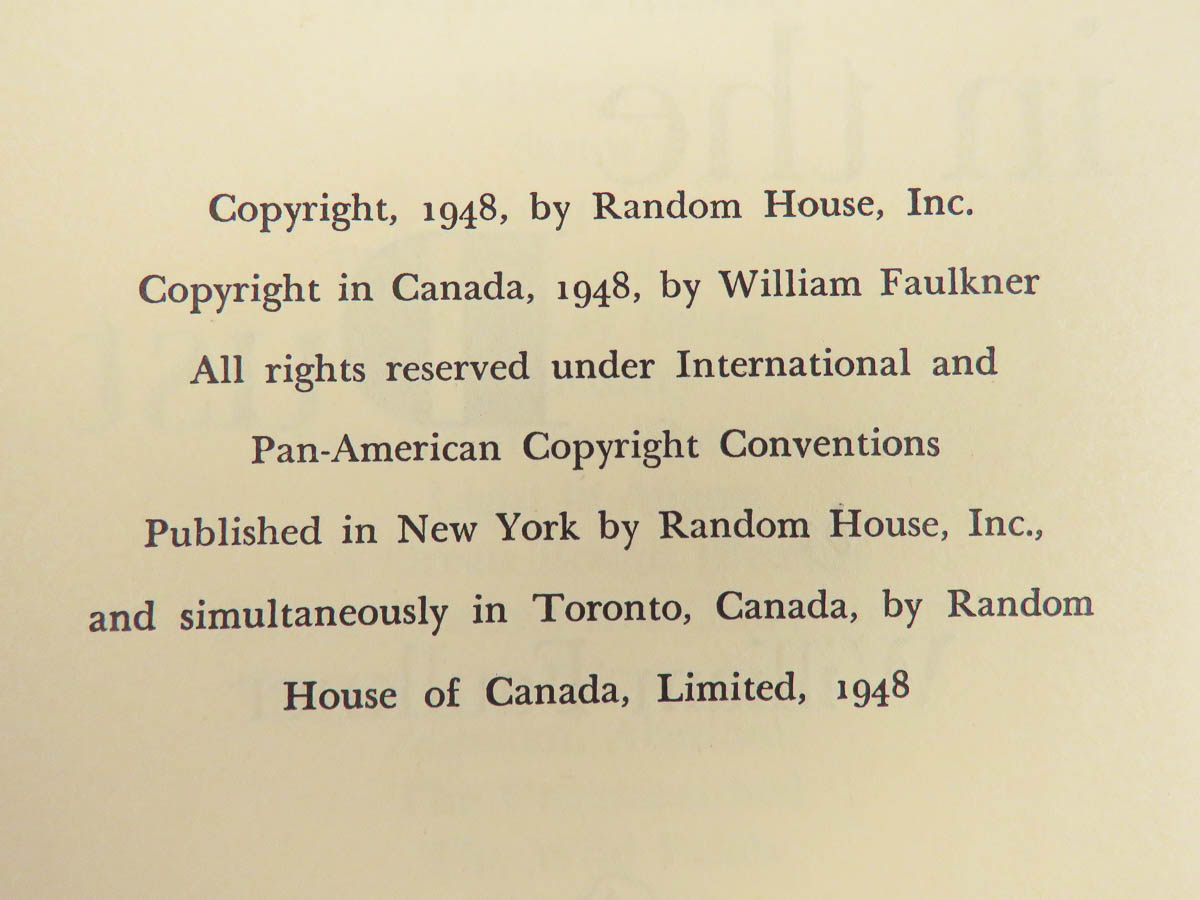 Copyright, 1948, by Random House, Inc.
Copyright in Canada, 1948, by William Faulkner
All rights reserved under International and
Pan-American Copyright Conventions
Published in New York by Random House, Inc.,
and simultaneously in Toronto, Canada, by Random
House of Canada, Limited, 1948